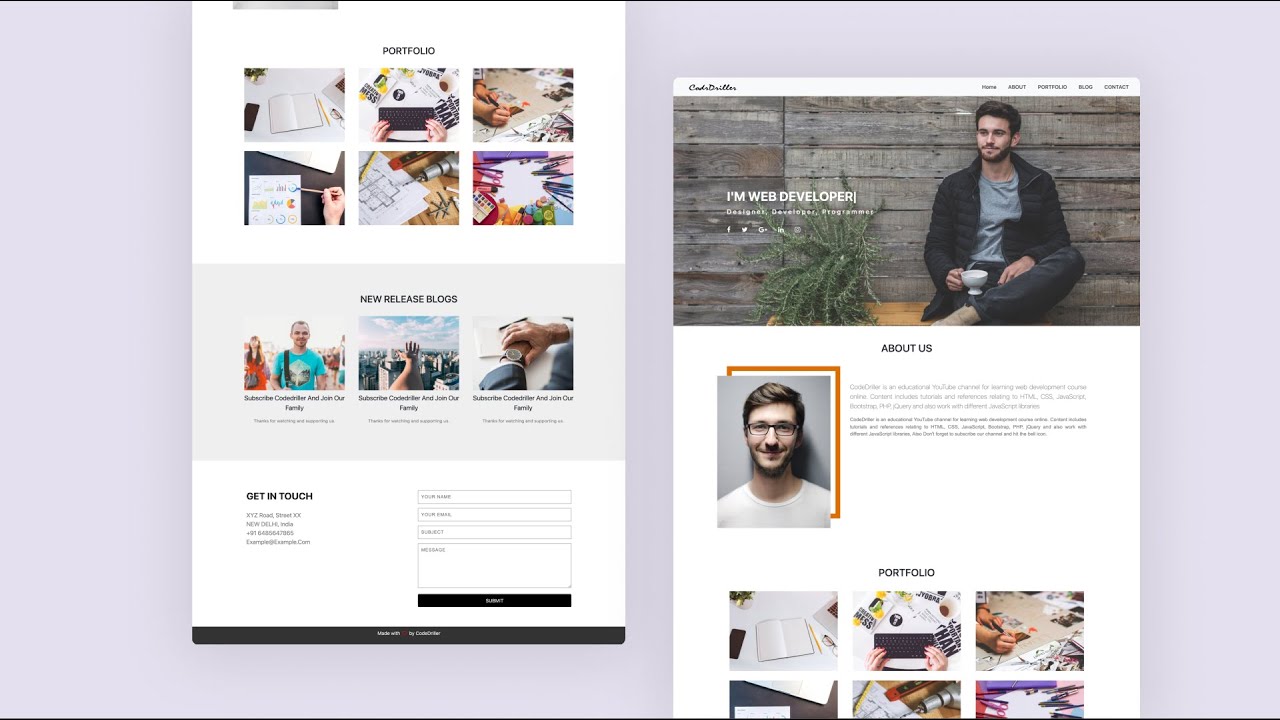 PORTFOLIO
NEW RELEASE BLOGS
Subscribe Codedriller And Join Our
Family
Thanks for watching and supporting us
Subscribe Codedriller And Join Our
Family
Thanks for watching and supporting us
Subscribe Codedriller And Join Our
Family
Thanks for watching and supporting us
GET IN TOUCH
XYZ Road, Street XX
NEW DELHI, India
+91 6485647865
Example@Example.Com
YOUR NAME
YOUR EMAIL
SUBJECT
MESSAGE
SUBMIT
Made with by CodeDriller
CodrDriller
Home ABOUT PORTFOLIO BLOG CONTACT
I'M WEB DEVELOPER|
Designer, Developer, Programmer
ABOUT US
CodeDriller is an educational YouTube channel for learning web development course
online. Content includes tutorials and references relating to HTML, CSS, JavaScript,
Bootstrap, PHP, jQuery and also work with different JavaScript libraries
CodeDriller is an educational YouTube channel for learning web development course online. Content includes
tutorials and references relating to HTML, CSS, JavaScript, Bootstrap, PHP, jQuery and also work with
different JavaScript libraries, Also Don't forget to subscribe our channel and hit the bell icon.
PORTFOLIO